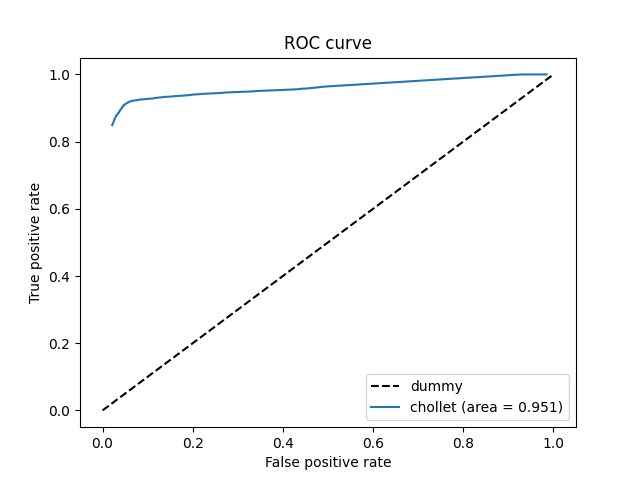 ROC curve
1.0
0.8
0.6
0.4
0.2
0.0
True positive rate
dummy
chollet (area = 0.951)
0.0 0.2 0.4 0.6 0.8 1.0
False positive rate